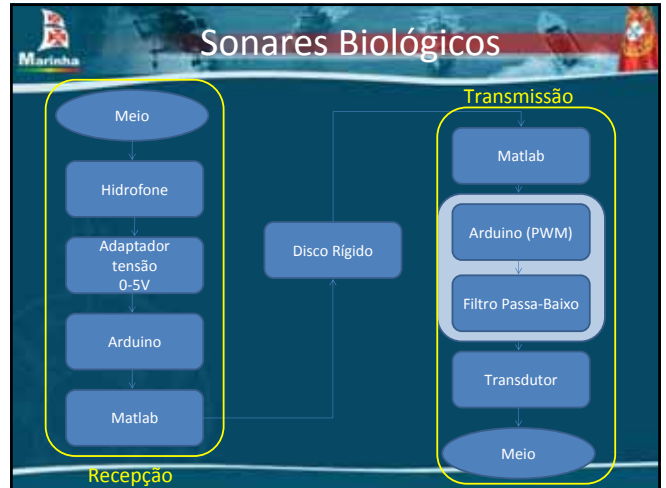 Marinha
Sonares Biológicos
Meio
Hidrofone
Adaptador
tensão
0-5V
Arduino
Matlab
Recepção
Disco Rígido
Transmissão
Matlab
Arduino (PWM)
Filtro Passa-Baixo
Transdutor
Meio